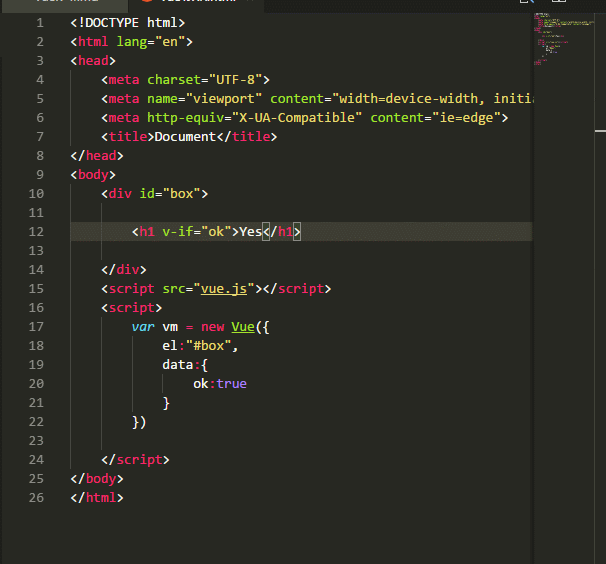 1 <!DOCTYPE html>
2 <html lang="en">
3 <head>
4     <meta charset="UTF-8">
5     <meta name="viewport" content="width=device-width, initia
6     <meta http-equiv="X-UA-Compatible" content="ie=edge">
7     <title>Document</title>
8 </head>
9 <body>
10     <div id="box">
11
12         <h1 v-if="ok">Yes</h1>
13
14     </div>
15     <script src="vue.js"></script>
16     <script>
17         var vm = new Vue({
18             el:"#box",
19             data:{
20                 ok:true
21             }
22         })
23
24     </script>
25 </body>
26 </html>